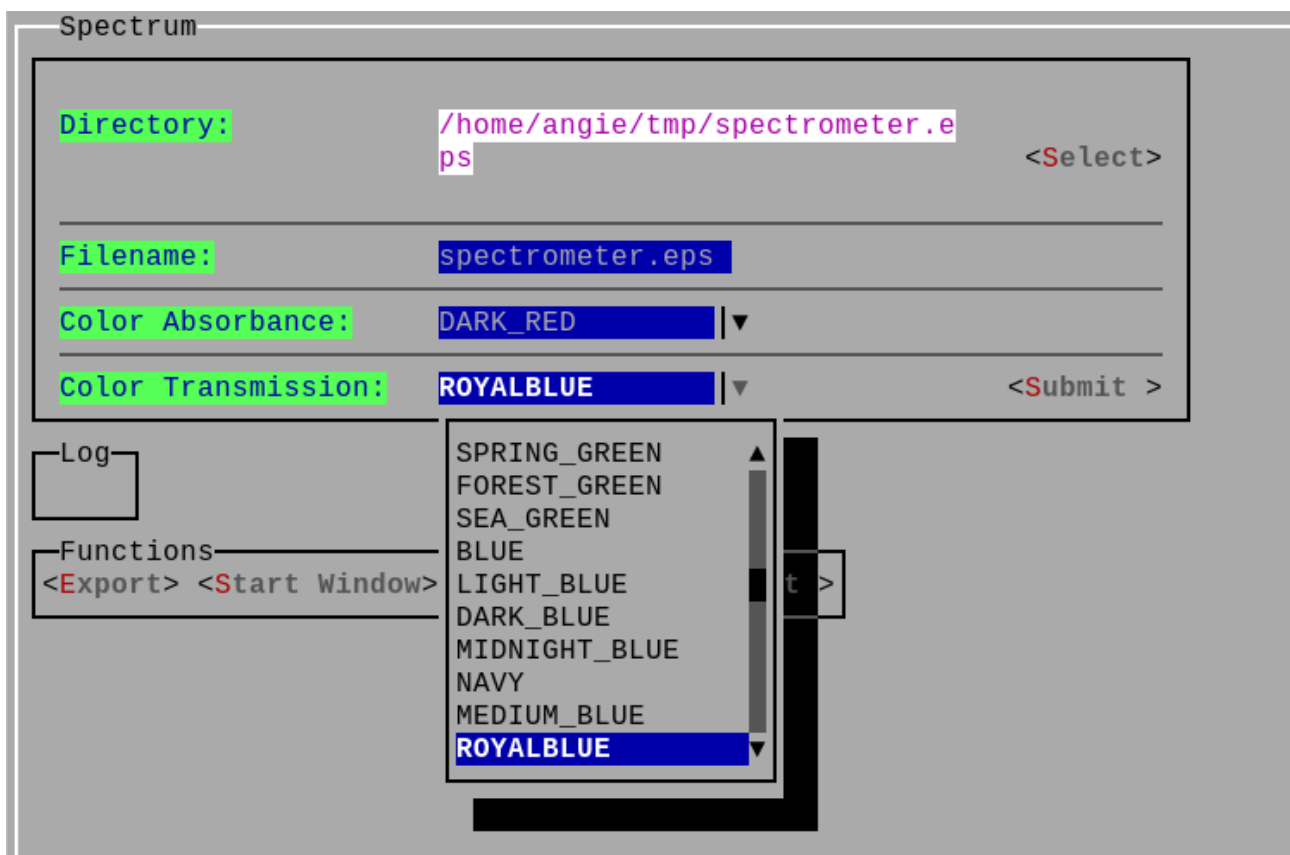 Spectrum
Directory: /home/angie/tmp/spectrometer.e
ps <Select>
Filename: spectrometer.eps
Color Absorbance: DARK_RED ▼
Color Transmission: ROYALBLUE ▼ <Submit >
SPRING_GREEN ▲
FOREST_GREEN
SEA_GREEN
BLUE
LIGHT_BLUE
DARK_BLUE
MIDNIGHT_BLUE
NAVY
MEDIUM_BLUE
ROYALBLUE ▼
Log
Functions
<Export> <Start Window> t >